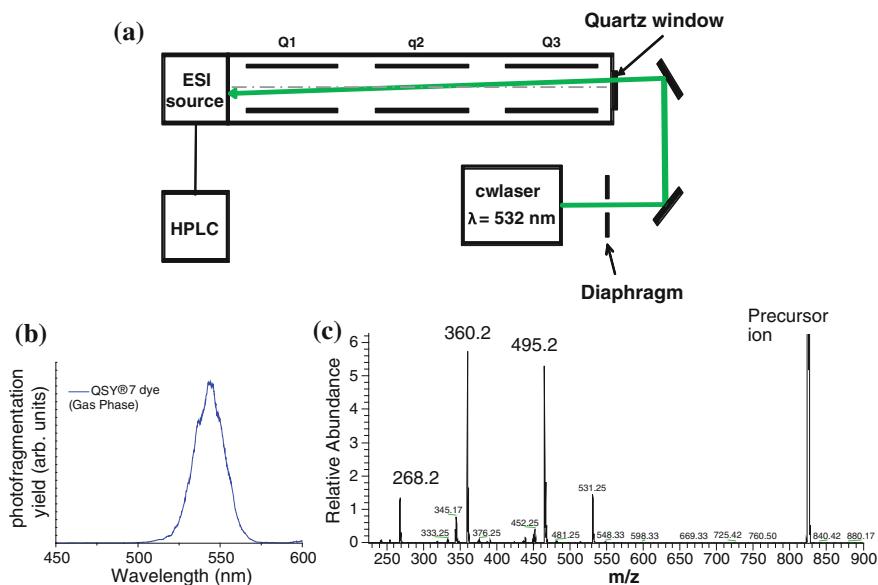 (a)
Quartz window
Q1 q2 Q3
ESI
source
HPLC
cwlaser
λ= 532 nm
Diaphragm
(b)
photofragmentation
yield (arb. units)
QSY®7 dye
(Gas Phase)
450 500 550 600
Wavelength (nm)
(c)
Relative Abundance
6
5
4
3
2
1
0
360.2
495.2
Precursor
ion
268.2
345.17
333.25
376.25
452.25
481.25
531.25
548.33
598.33
669.33
725.42
760.50
840.42
880.17
250 300 350 400 450 500 550 600 650 700 750 800 850 900
m/z